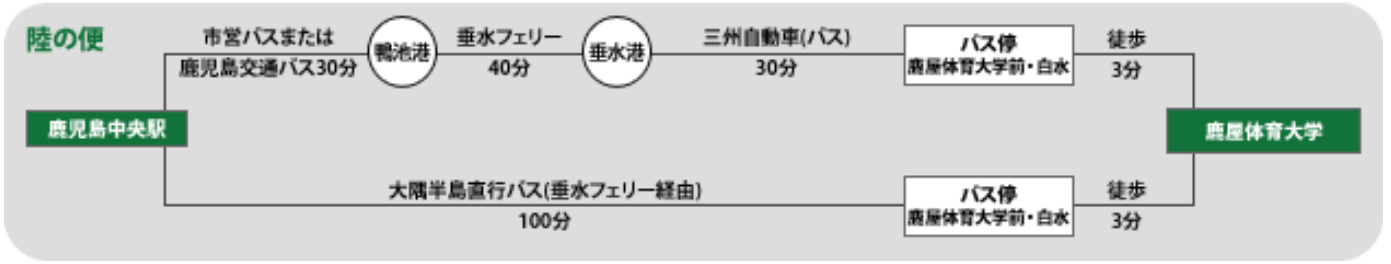 陸の便
市営バスまたは
鹿児島交通バス30分
鴨池港
垂水フェリー
40分
垂水港
三州自動車(バス)
30分
バス停
鹿屋体育大学前・白水
徒歩
3分
鹿児島中央駅
鹿屋体育大学
大隅半島直行バス(垂水フェリー経由)
100分
バス停
鹿屋体育大学前・白水
徒歩
3分